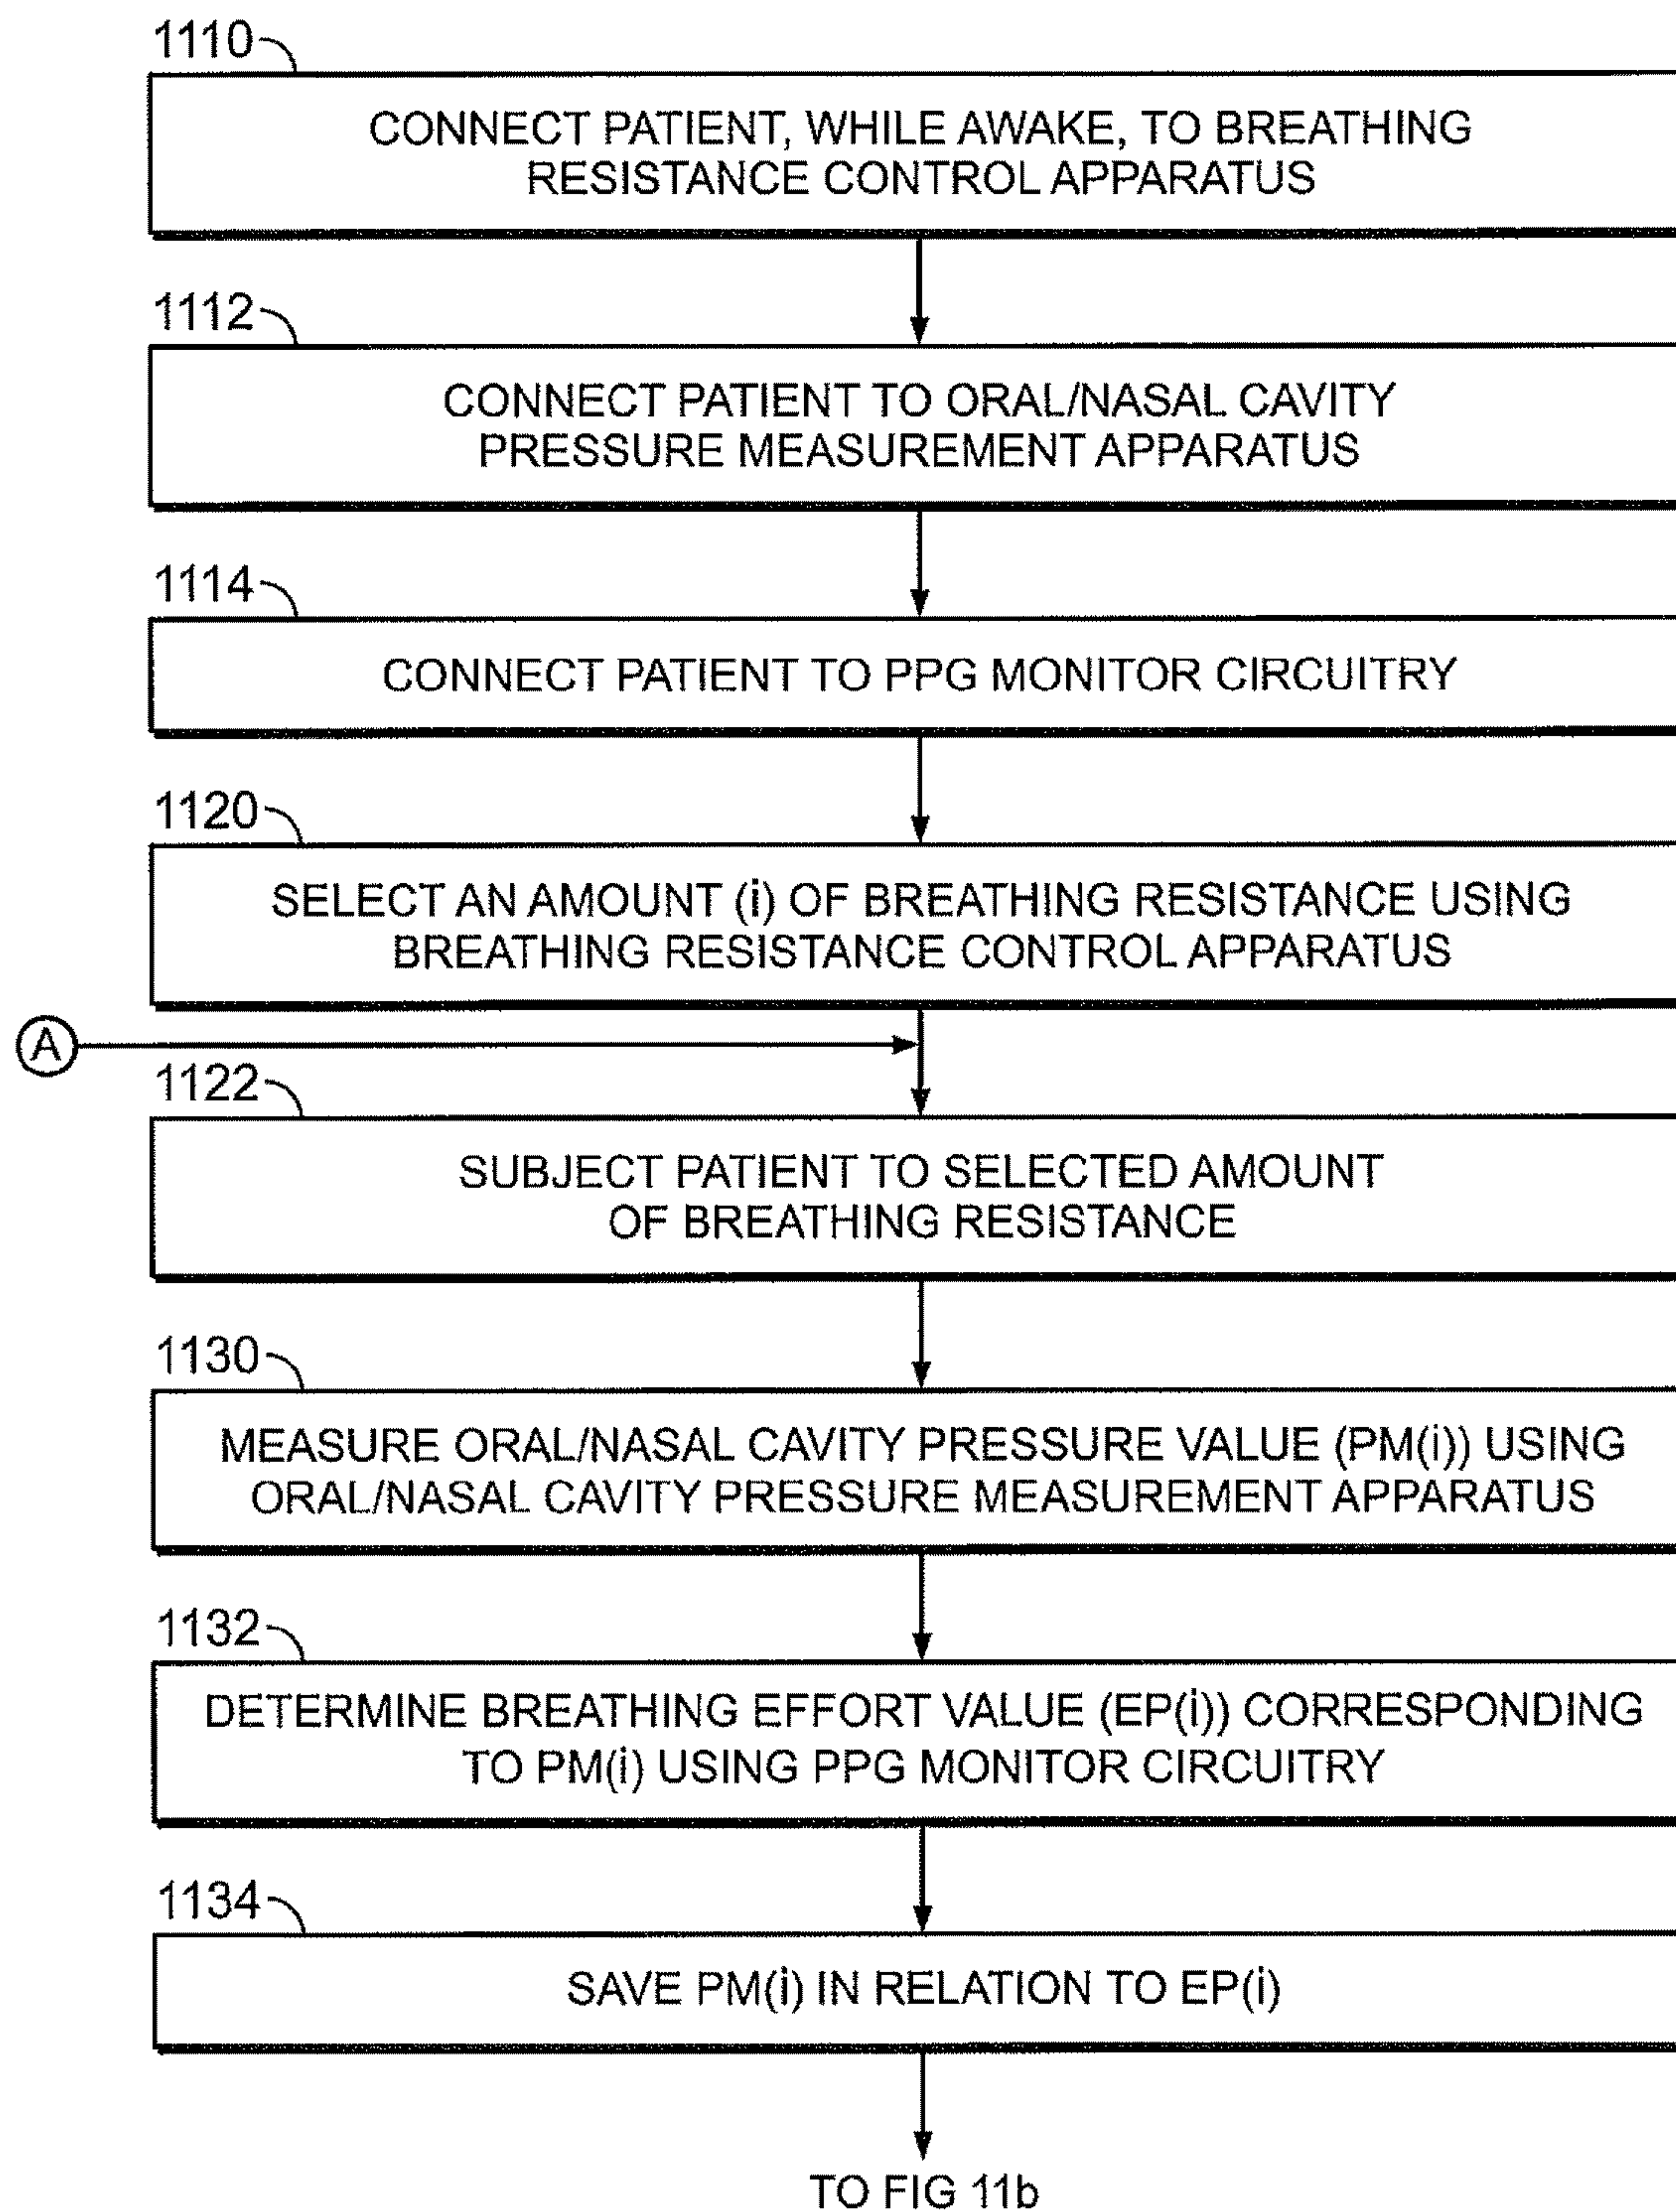 1110
CONNECT PATIENT, WHILE AWAKE, TO BREATHING
RESISTANCE CONTROL APPARATUS
1112
CONNECT PATIENT TO ORAL/NASAL CAVITY
PRESSURE MEASUREMENT APPARATUS
1114
CONNECT PATIENT TO PPG MONITOR CIRCUITRY
1120
SELECT AN AMOUNT (i) OF BREATHING RESISTANCE USING
BREATHING RESISTANCE CONTROL APPARATUS
A
1122
SUBJECT PATIENT TO SELECTED AMOUNT
OF BREATHING RESISTANCE
1130
MEASURE ORAL/NASAL CAVITY PRESSURE VALUE (PM(i)) USING
ORAL/NASAL CAVITY PRESSURE MEASUREMENT APPARATUS
1132
DETERMINE BREATHING EFFORT VALUE (EP(i)) CORRESPONDING
TO PM(i) USING PPG MONITOR CIRCUITRY
1134
SAVE PM(i) IN RELATION TO EP(i)
TO FIG 11b